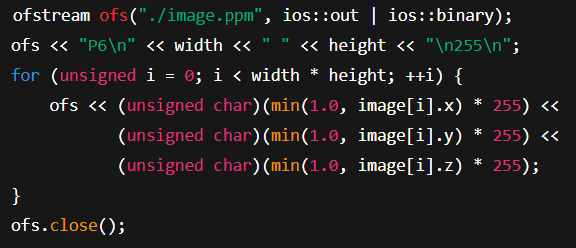 ofstream ofs("./image.ppm", ios::out | ios::binary);
ofs << "P6\n" << width << " " << height << "\n255\n";
for (unsigned i = 0; i < width * height; ++i) {
    ofs << (unsigned char)(min(1.0, image[i].x) * 255) <<
           (unsigned char)(min(1.0, image[i].y) * 255) <<
           (unsigned char)(min(1.0, image[i].z) * 255);
}
ofs.close();